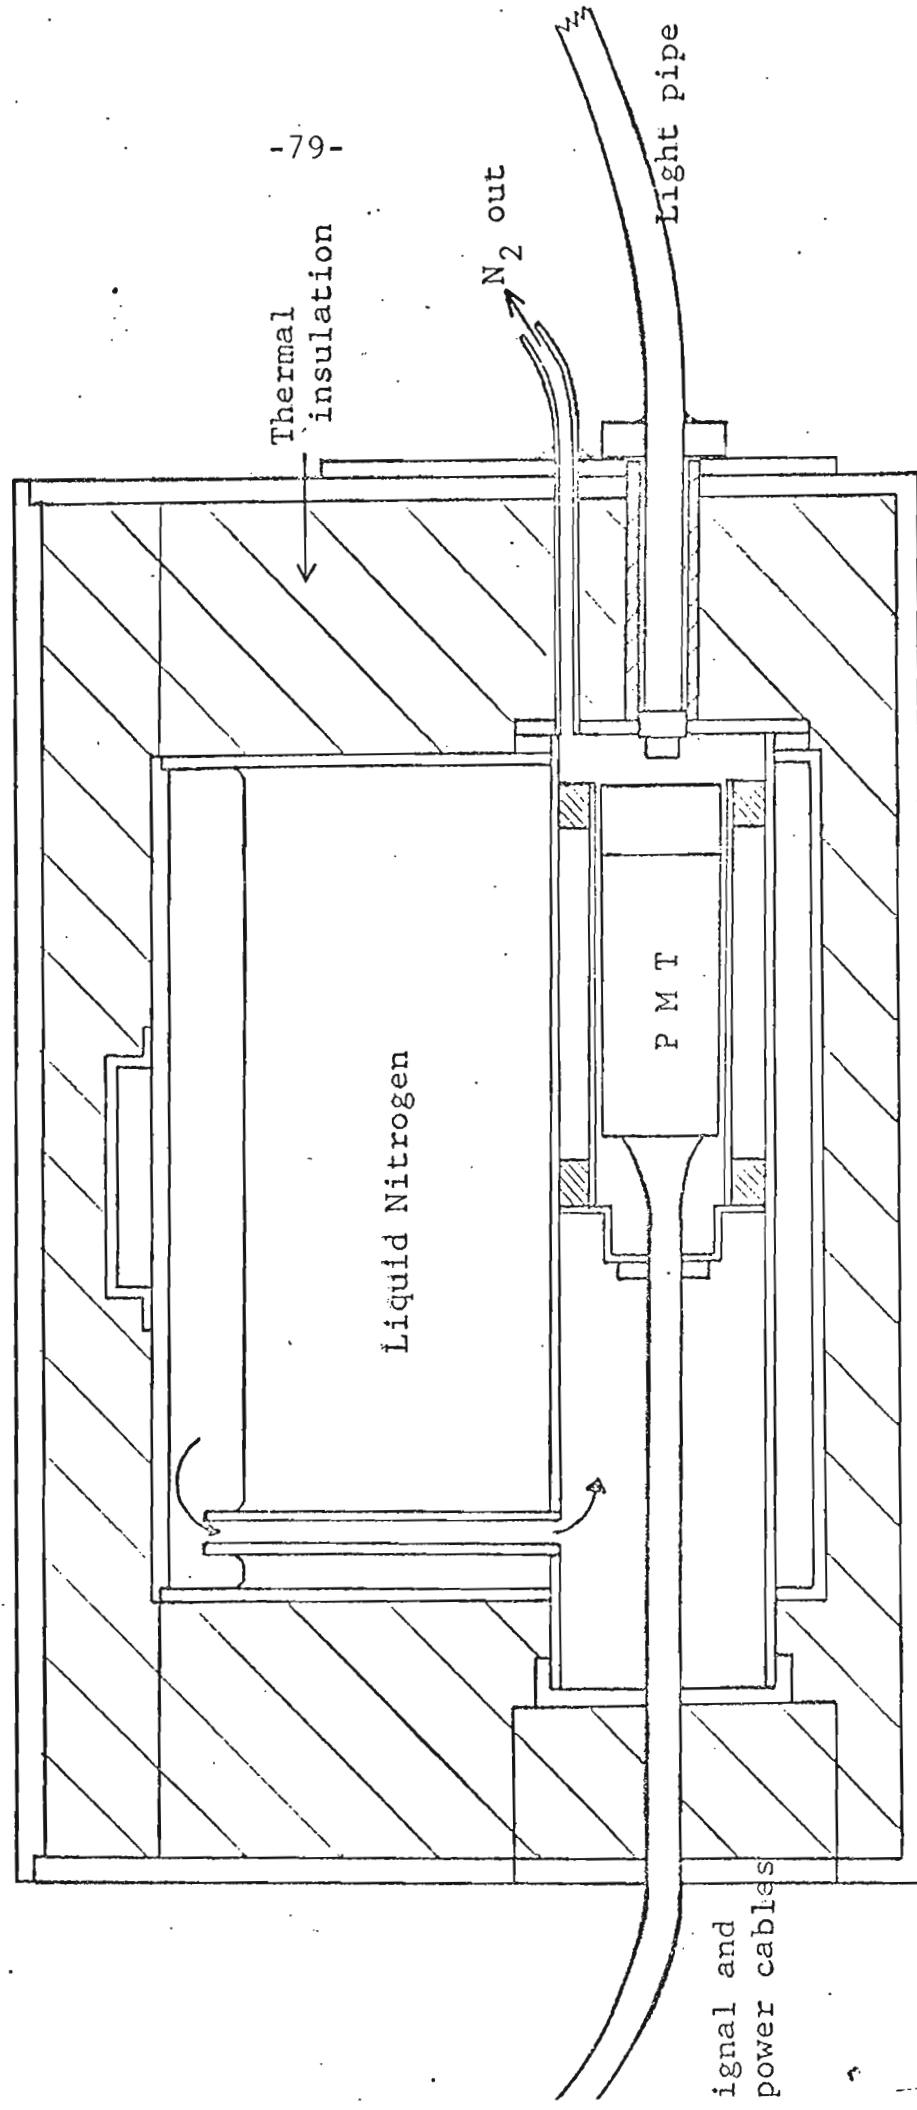 -79-
Thermal
insulation
N2 out
Light pipe
Liquid Nitrogen
P M T
ignal and
power cables